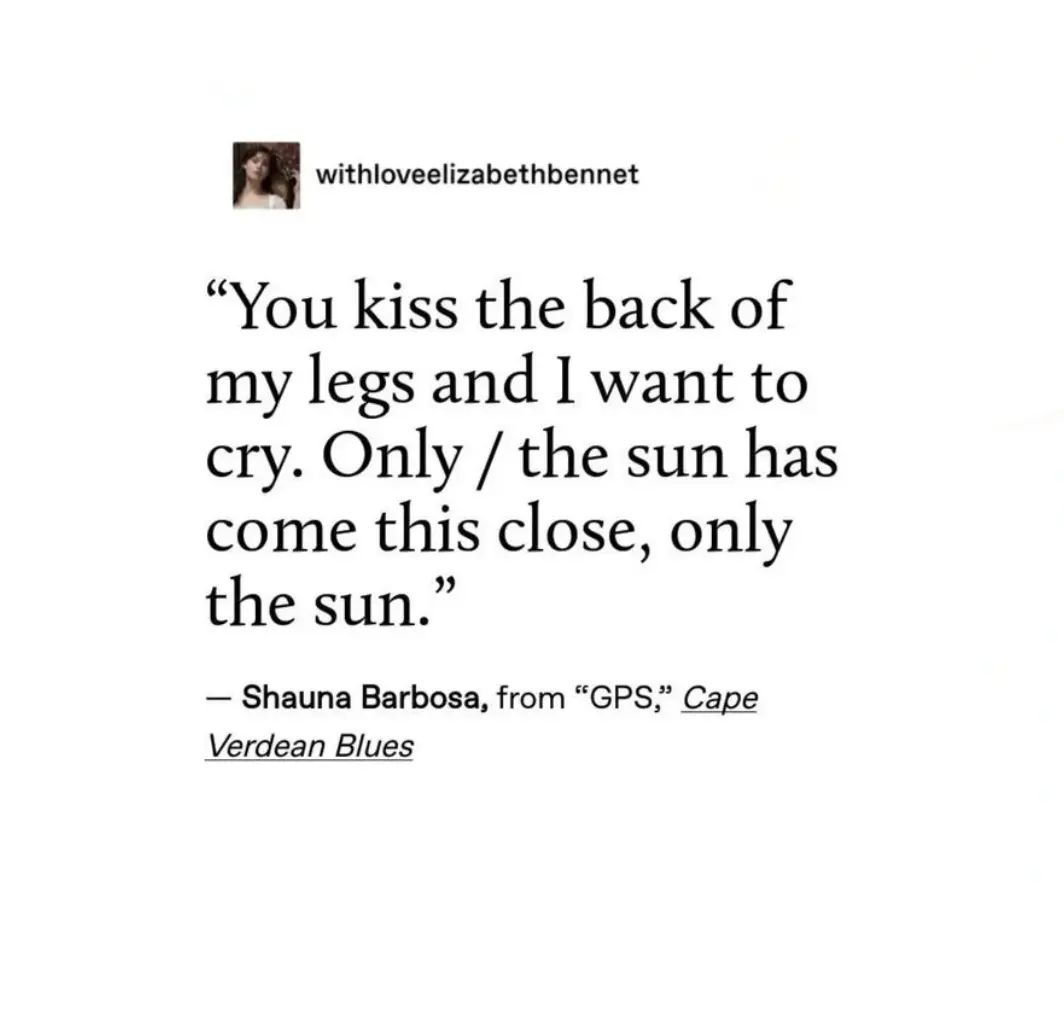 withloveelizabethbennet
“You kiss the back of
my legs and I want to
cry. Only / the sun has
come this close, only
the sun.”
— Shauna Barbosa, from “GPS,” Cape
Verdean Blues